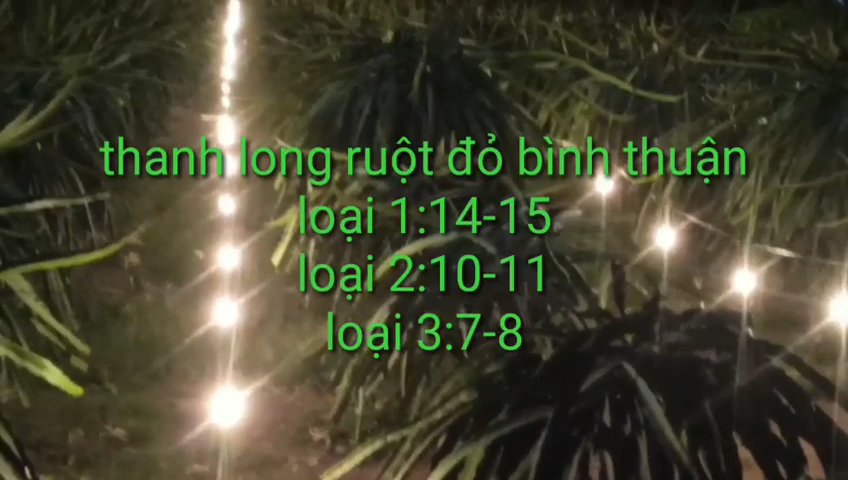 thanh long ruột đỏ bình thuận
loại 1:14-15
loại 2:10-11
loại 3:7-8